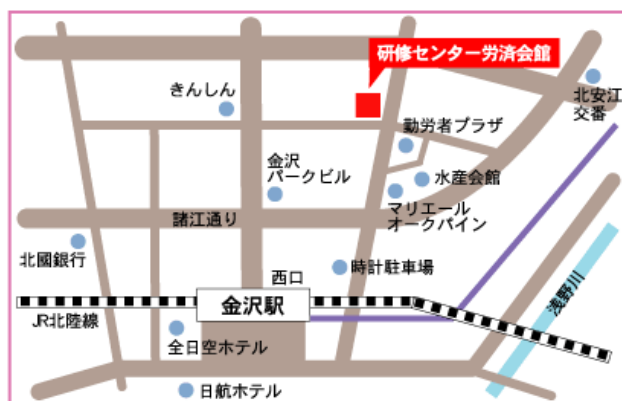 研修センター労済会館
きんしん
北安江
交番
勤労者プラザ
金沢
パークビル
水産会館
マリエール
オークパイン
諸江通り
北國銀行
西口
時計駐車場
金沢駅
浅野川
JR北陸線
全日空ホテル
日航ホテル